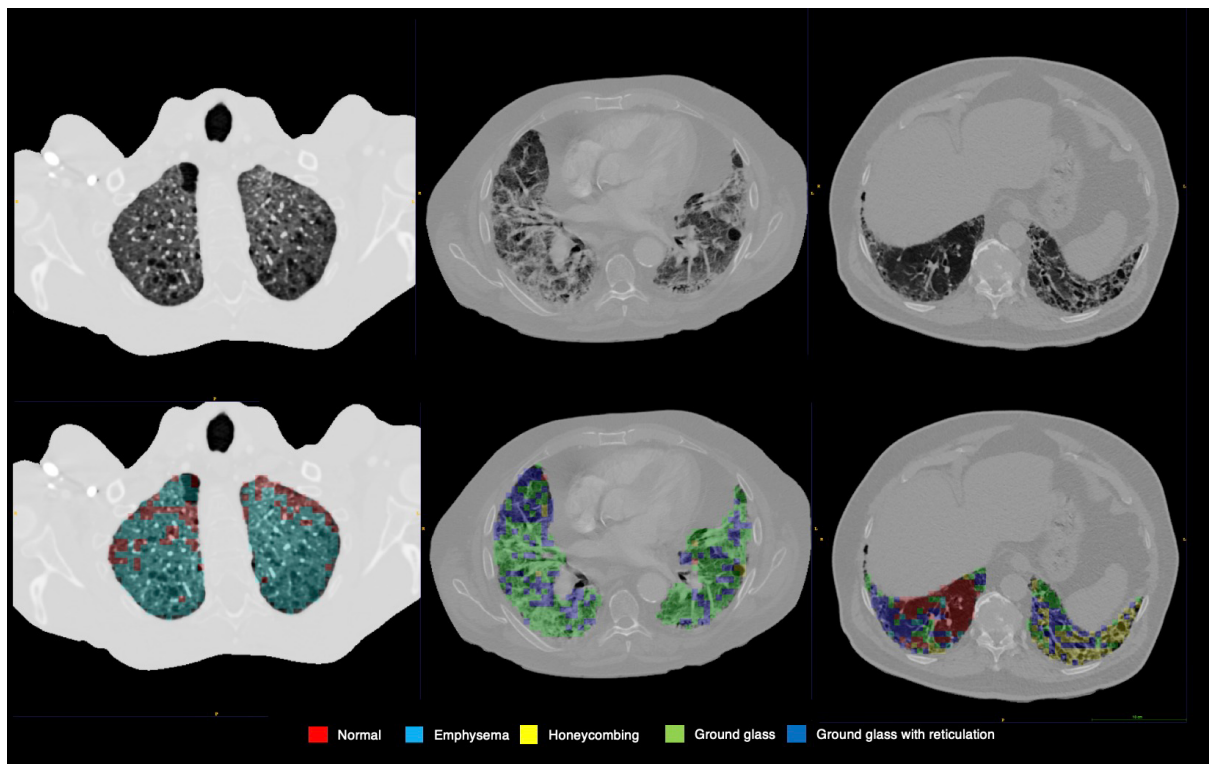 Normal
Emphysema
Honeycombing
Ground glass
Ground glass with reticulation